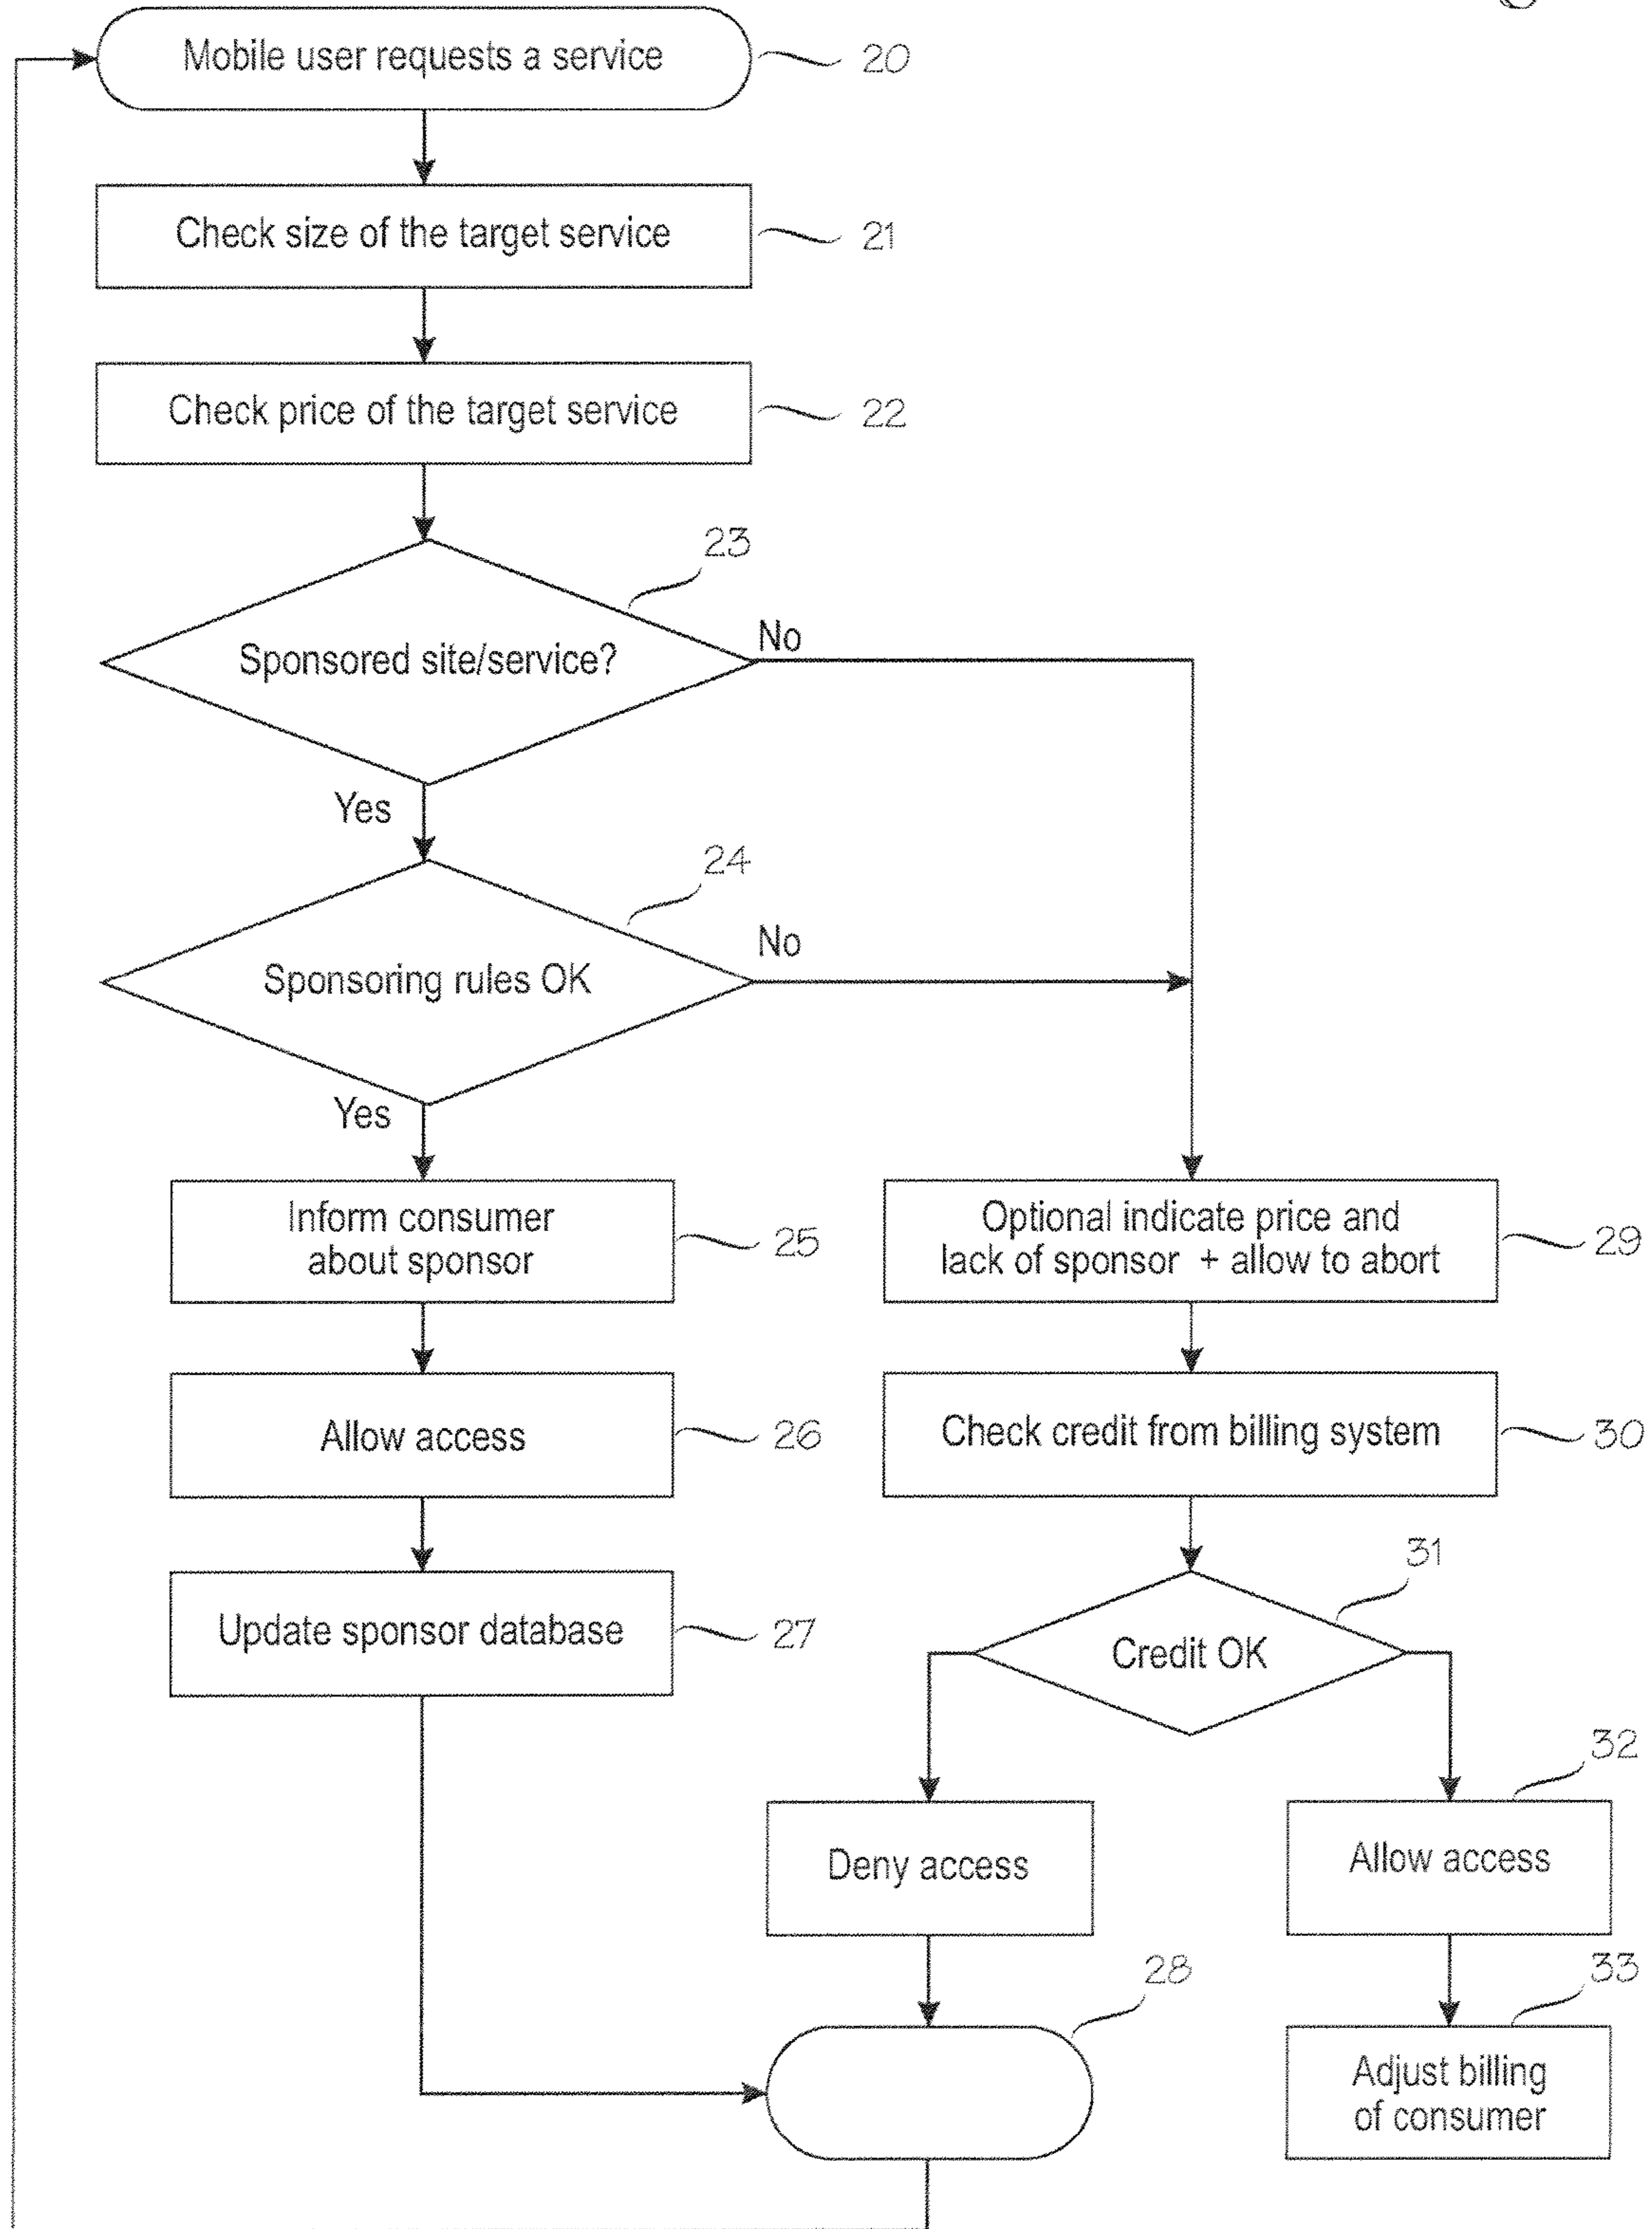 Mobile user requests a service
20
Check size of the target service
21
Check price of the target service
22
23
Sponsored site/service?
No
Yes
24
Sponsoring rules OK
No
Yes
Inform consumer
about sponsor
25
Optional indicate price and
lack of sponsor + allow to abort
29
Allow access
26
Check credit from billing system
30
Update sponsor database
27
31
Credit OK
32
Deny access
Allow access
28
33
Adjust billing
of consumer